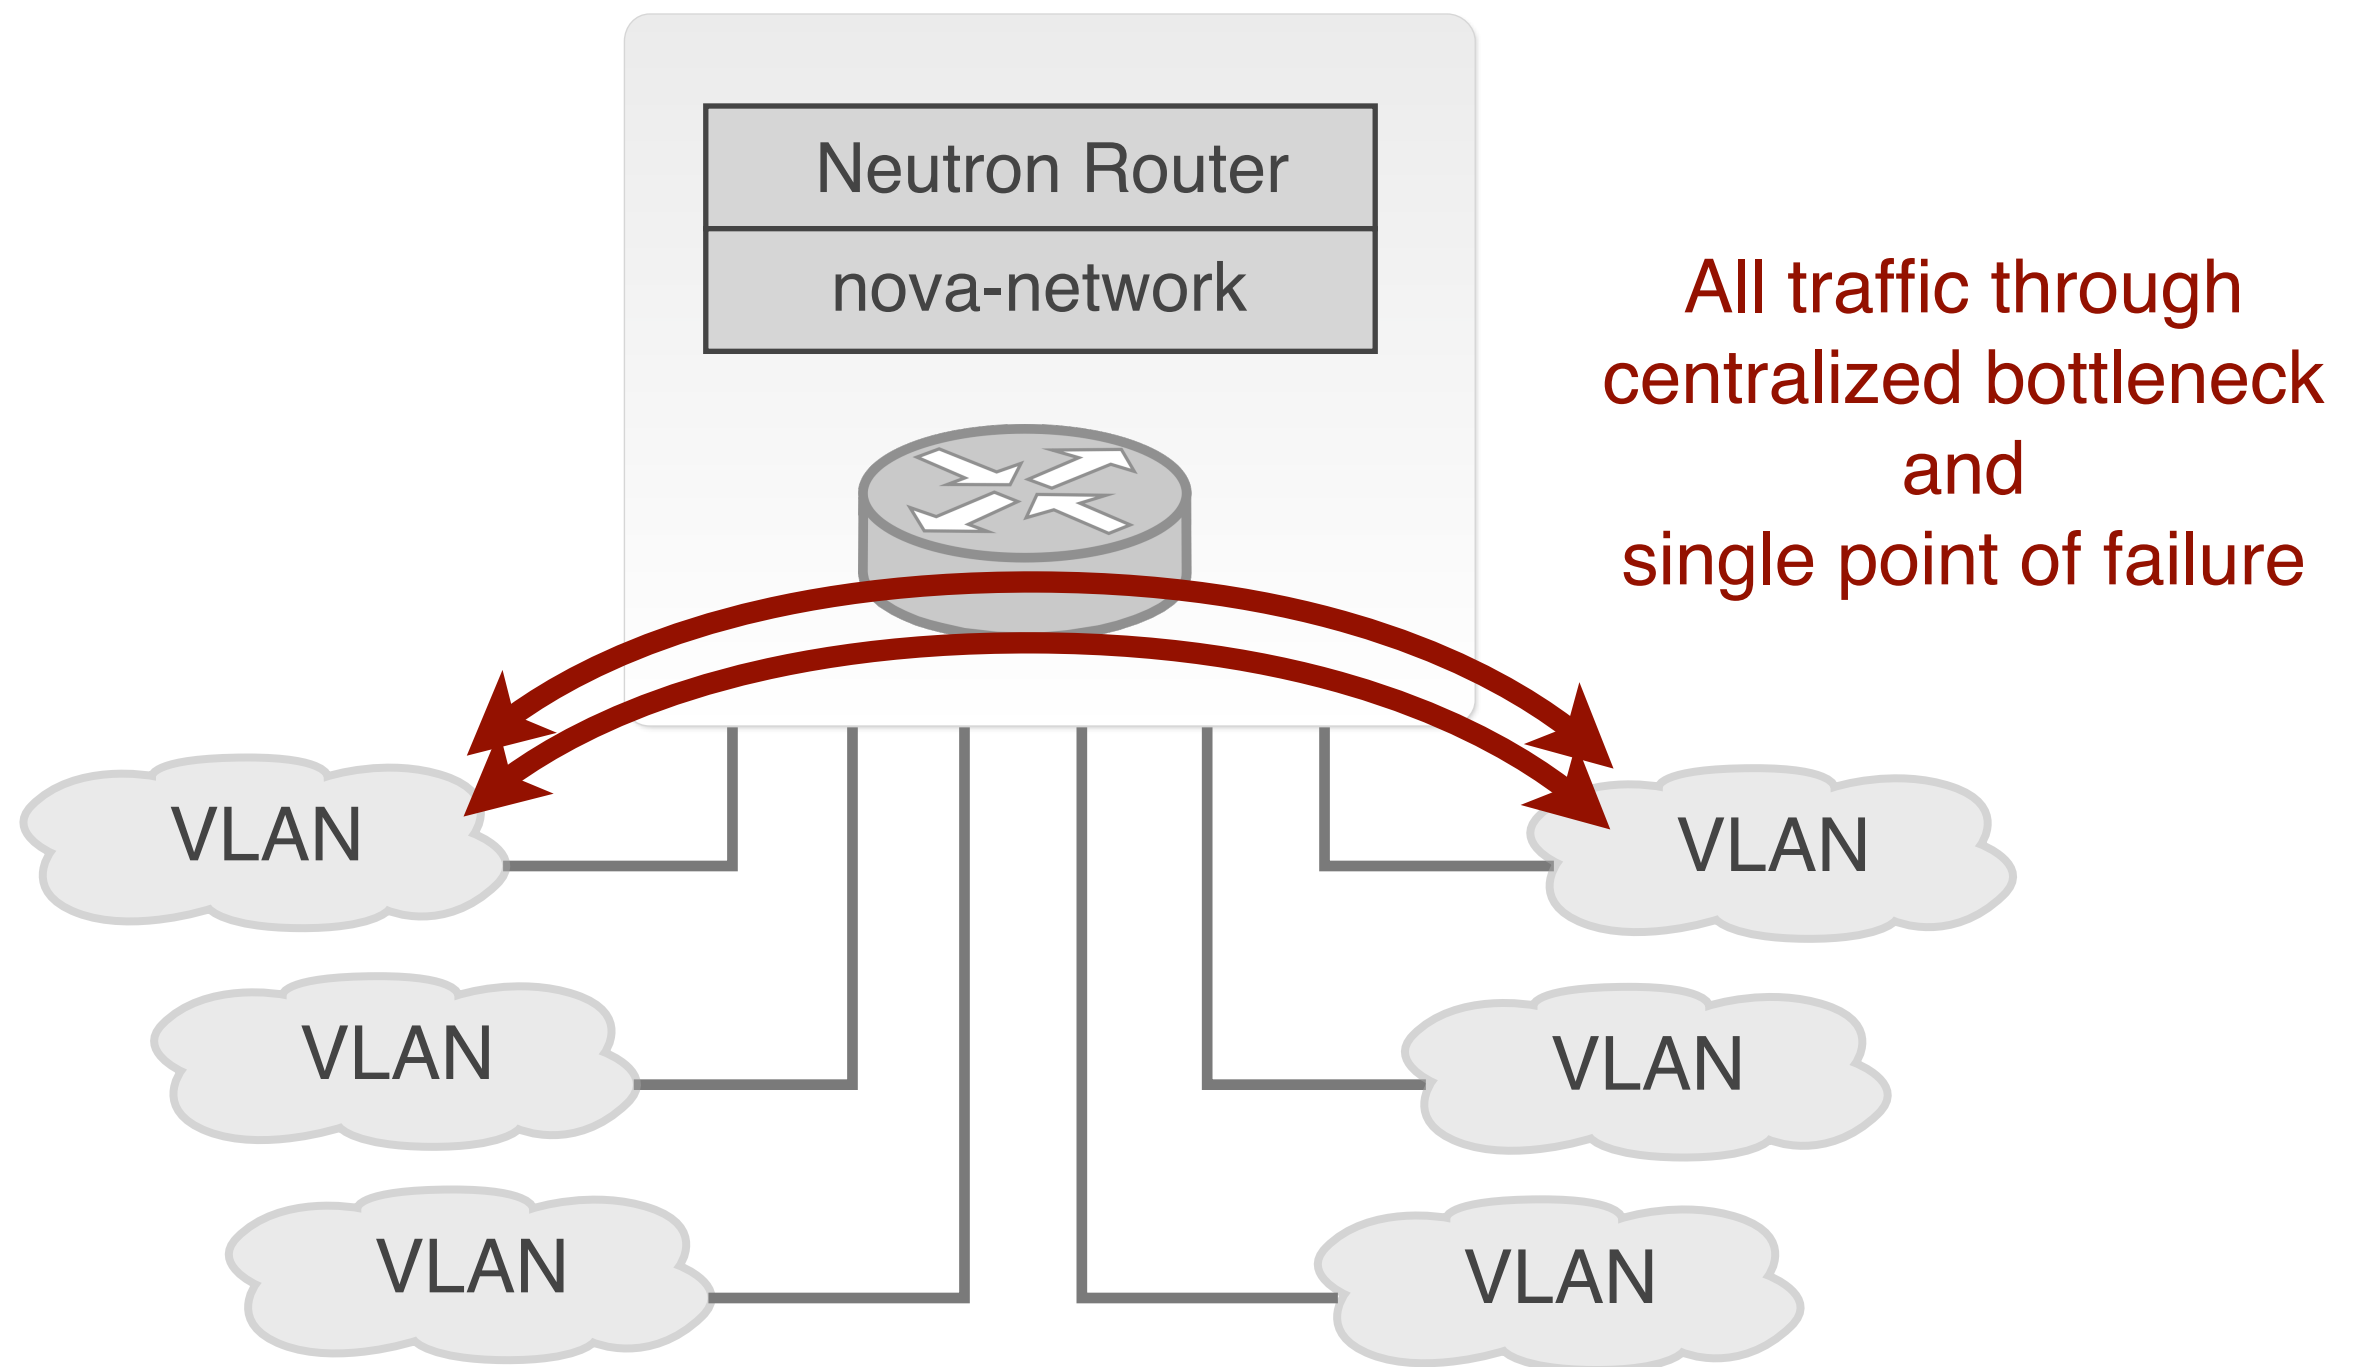 Neutron Router
nova-network
All traffic through
centralized bottleneck
and
single point of failure
VLAN
VLAN
VLAN
VLAN
VLAN
VLAN